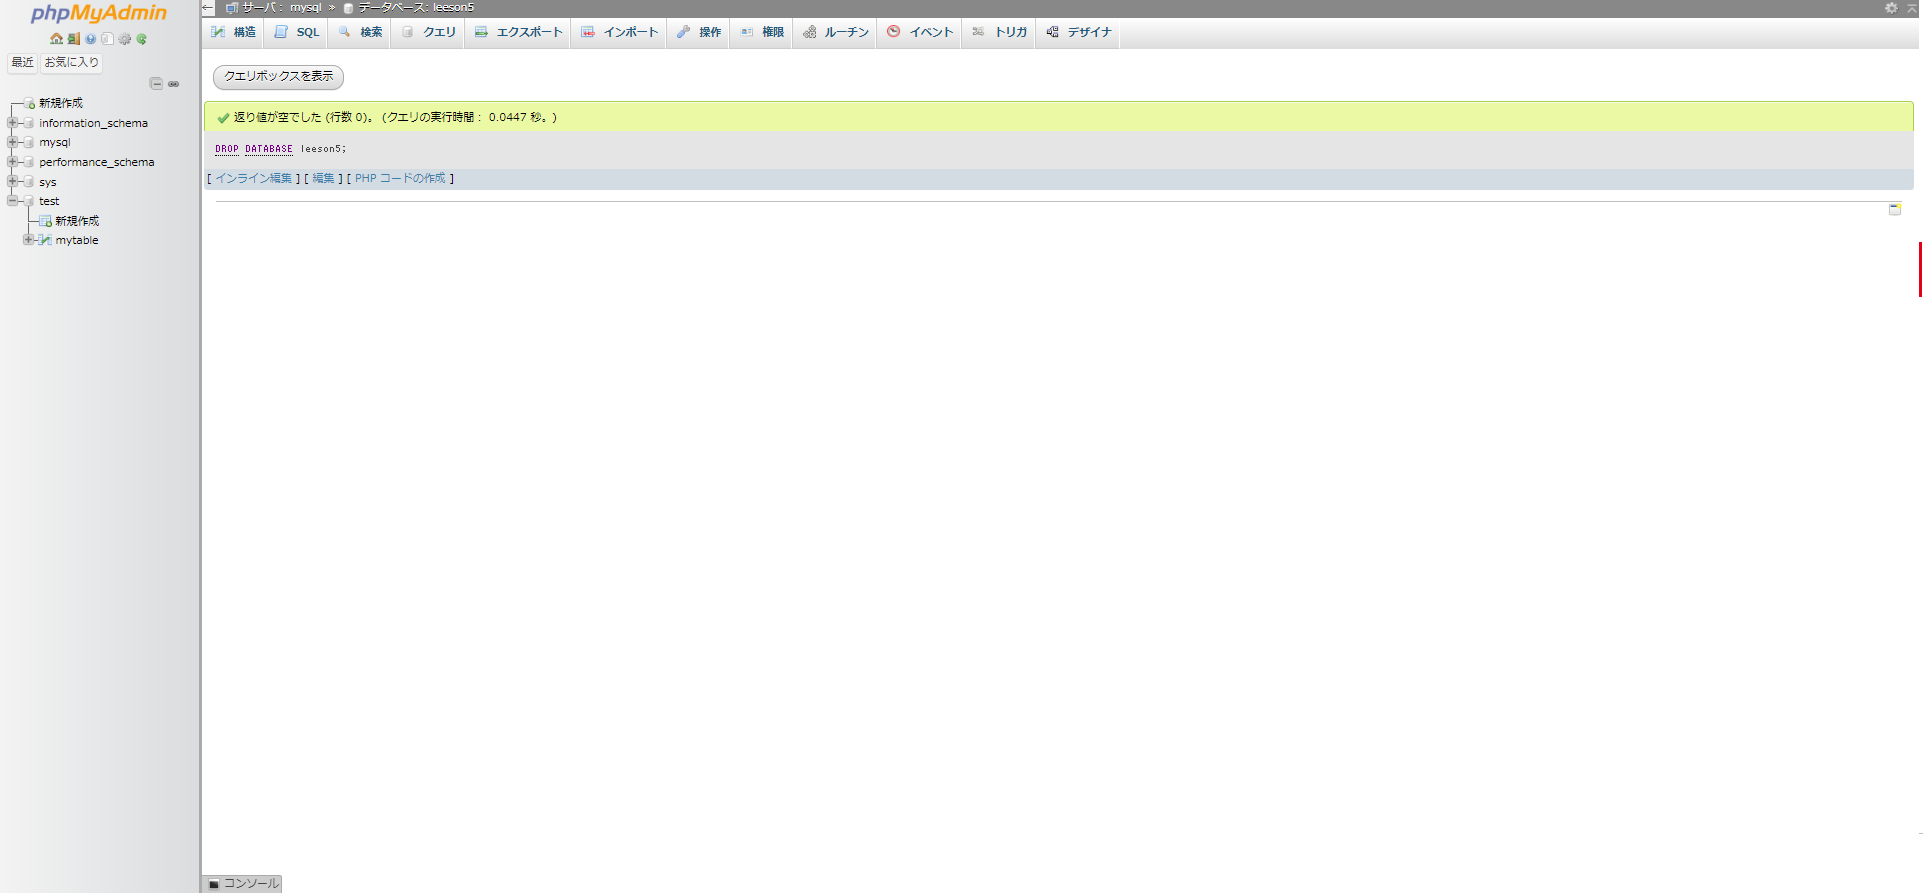 phpMyAdmin
最近 お気に入り
新規作成
information_schema
mysql
performance_schema
sys
test
新規作成
mytable
サーバ: mysql » データベース: leeson5
構造 SQL 検索 クエリ エクスポート インポート 操作 権限 ルーチン イベント トリガ デザイナ
クエリボックスを表示
返り値が空でした (行数 0)。 (クエリの実行時間: 0.0447 秒。)
DROP DATABASE leeson5;
[ インライン編集 ] [ 編集 ] [ PHP コードの作成 ]
コンソール